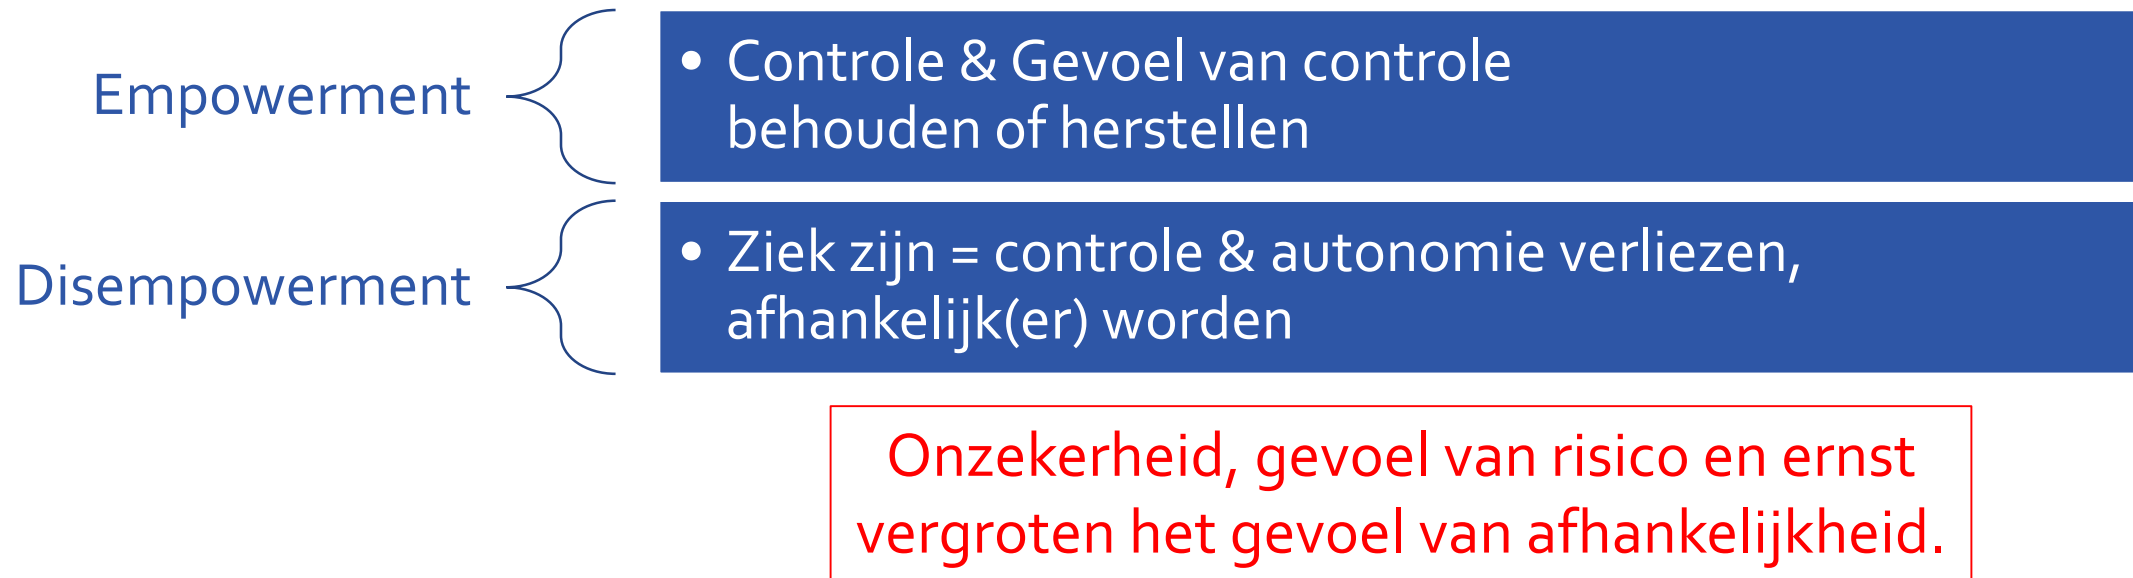 Empowerment
• Controle & Gevoel van controle
behouden of herstellen
Disempowerment
• Ziek zijn = controle & autonomie verliezen,
afhankelijk(er) worden
Onzekerheid, gevoel van risico en ernst
vergroten het gevoel van afhankelijkheid.